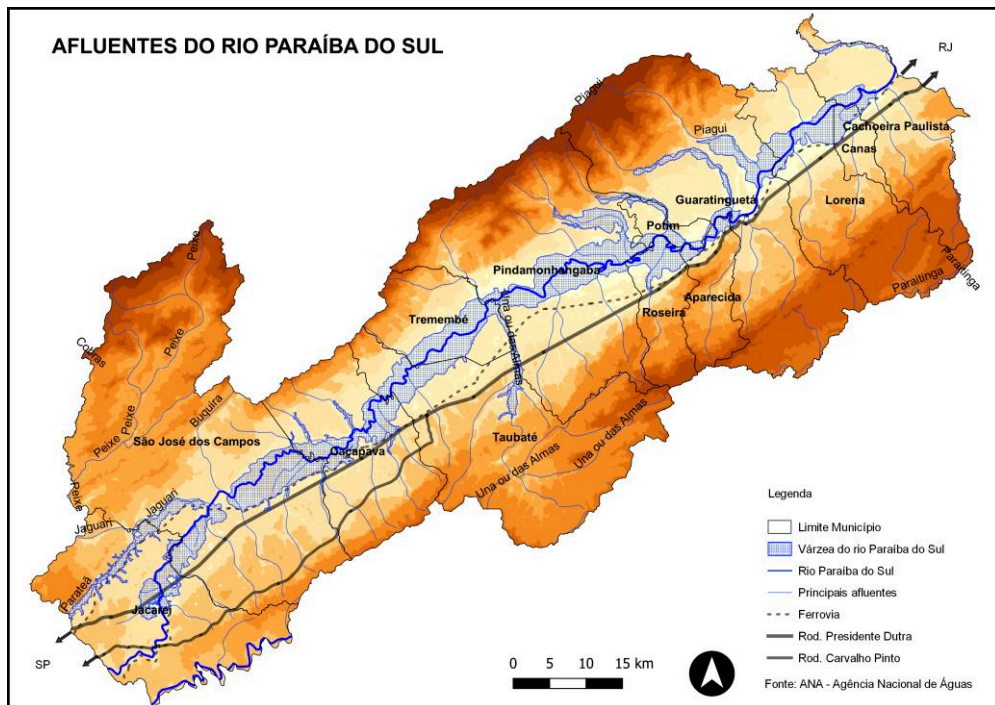 AFLUENTES DO RIO PARAÍBA DO SUL
RJ
Piagui
Piagui
Cachoeira Paulista
Canas
Guaratinguetá
Lorena
Potim
Peixe
Paraitinga
Paraitinga
Pindamonhangaba
Aparecida
Roseira
Tremembé
Una ou das Almas
Cobras
Peixe
Buquira
Peixe
Peixe
São José dos Campos
Caçapava
Taubaté
Una ou das Almas
Una ou das Almas
Peixe
Jaguari
Jaguari
Parateã
Jacareí
SP
0 5 10 15 km
Legenda
Limite Município
Várzea do rio Paraíba do Sul
Rio Paraíba do Sul
Principais afluentes
Ferrovia
Rod. Presidente Dutra
Rod. Carvalho Pinto
Fonte: ANA - Agência Nacional de Águas